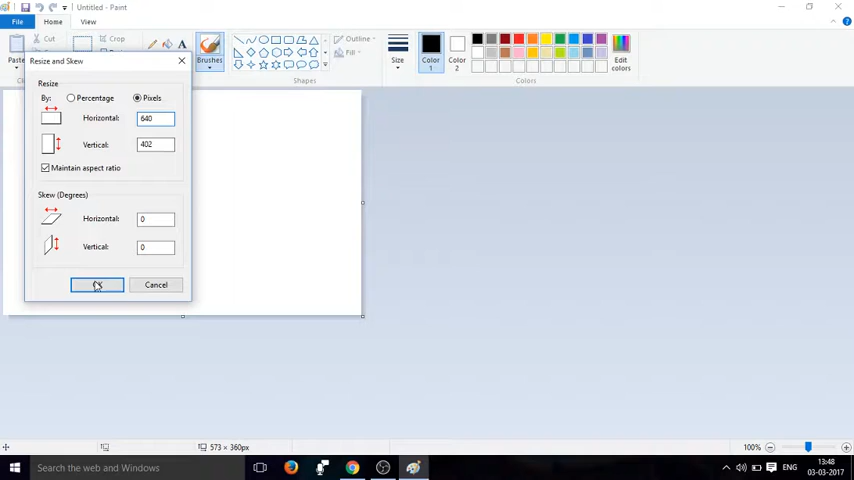 Untitled - Paint
File
Home
View
Cut
Crop
Paste
Brushes
Outline
Fill
Size
Color
1
Color
2
Edit
colors
Shapes
Colors
Resize and Skew
Resize
By:
Percentage
Pixels
Horizontal:
640
Vertical:
402
Maintain aspect ratio
Skew (Degrees)
Horizontal:
0
Vertical:
0
Cancel
573 × 360px
100%
Search the web and Windows
ENG
13:48
03-03-2017